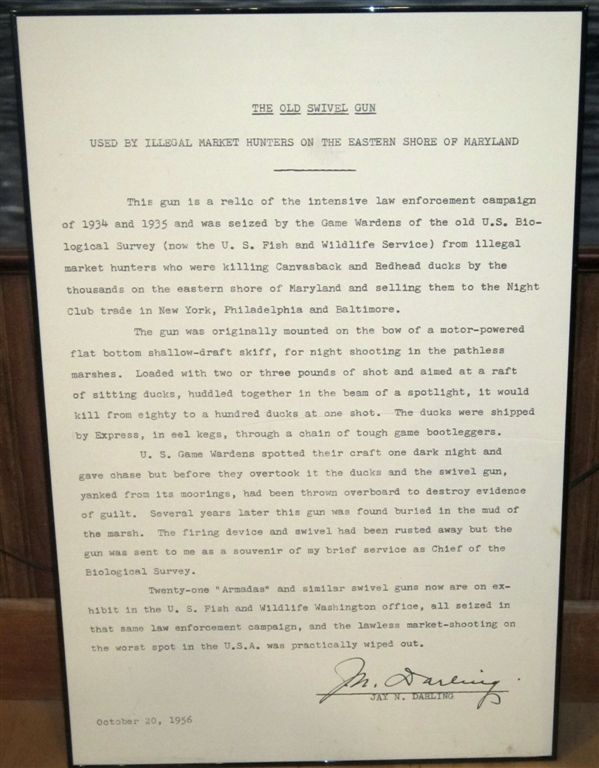 THE OLD SWIVEL GUN
USED BY ILLEGAL MARKET HUNTERS ON THE EASTERN SHORE OF MARYLAND
This gun is a relic of the intensive law enforcement campaign
of 1934 and 1935 and was seized by the Game Wardens of the old U.S. Bio-
logical Survey (now the U. S. Fish and Wildlife Service) from illegal
market hunters who were killing Canvasback and Redhead ducks by the
thousands on the eastern shore of Maryland and selling them to the Night
Club trade in New York, Philadelphia and Baltimore.
The gun was originally mounted on the bow of a motor-powered
flat bottom shallow-draft skiff, for night shooting in the pathless
marshes. Loaded with two or three pounds of shot and aimed at a raft
of sitting ducks, huddled together in the beam of a spotlight, it would
kill from eighty to a hundred ducks at one shot. The ducks were shipped
by Express, in eel kegs, through a chain of tough game bootleggers.
U. S. Game Wardens spotted their craft one dark night and
gave chase but before they overtook it the ducks and the swivel gun,
yanked from its moorings, had been thrown overboard to destroy evidence
of guilt. Several years later this gun was found buried in the mud of
the marsh. The firing device and swivel had been rusted away but the
gun was sent to me as a souvenir of my brief service as Chief of the
Biological Survey.
Twenty-one "Armadas" and similar swivel guns now are on ex-
hibit in the U. S. Fish and Wildlife Washington office, all seized in
that same law enforcement campaign, and the lawless market-shooting on
the worst spot in the U.S.A. was practically wiped out.
J. N. Darling.
JAY N. DARLING
October 20, 1956